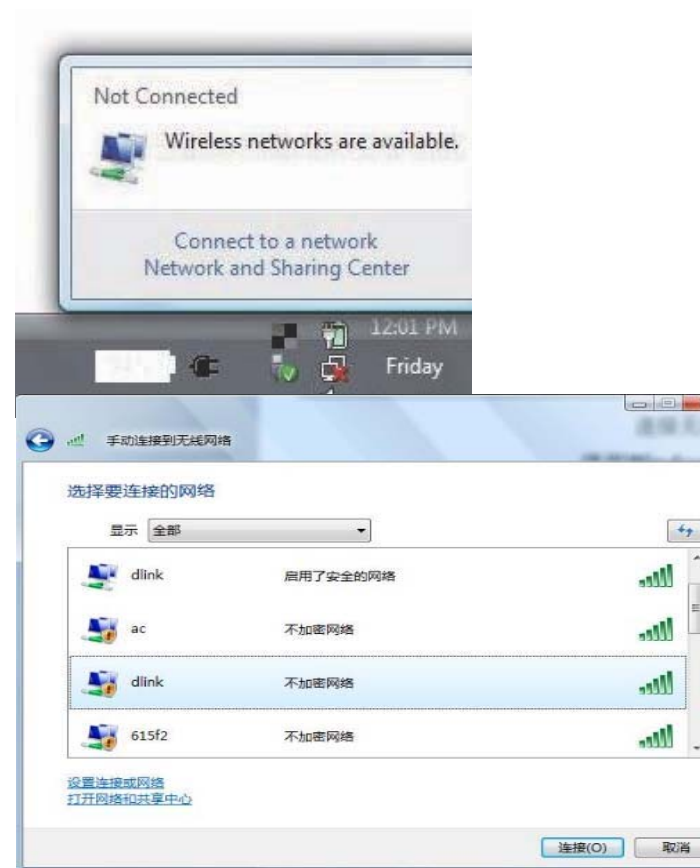 Not Connected
Wireless networks are available.
Connect to a network
Network and Sharing Center
12:01 PM
Friday
手动连接到无线网络
选择要连接的网络
显示 全部
dlink 启用了安全的网络
ac 不加密网络
dlink 不加密网络
615f2 不加密网络
设置连接或网络
打开网络和共享中心
连接(O) 取消